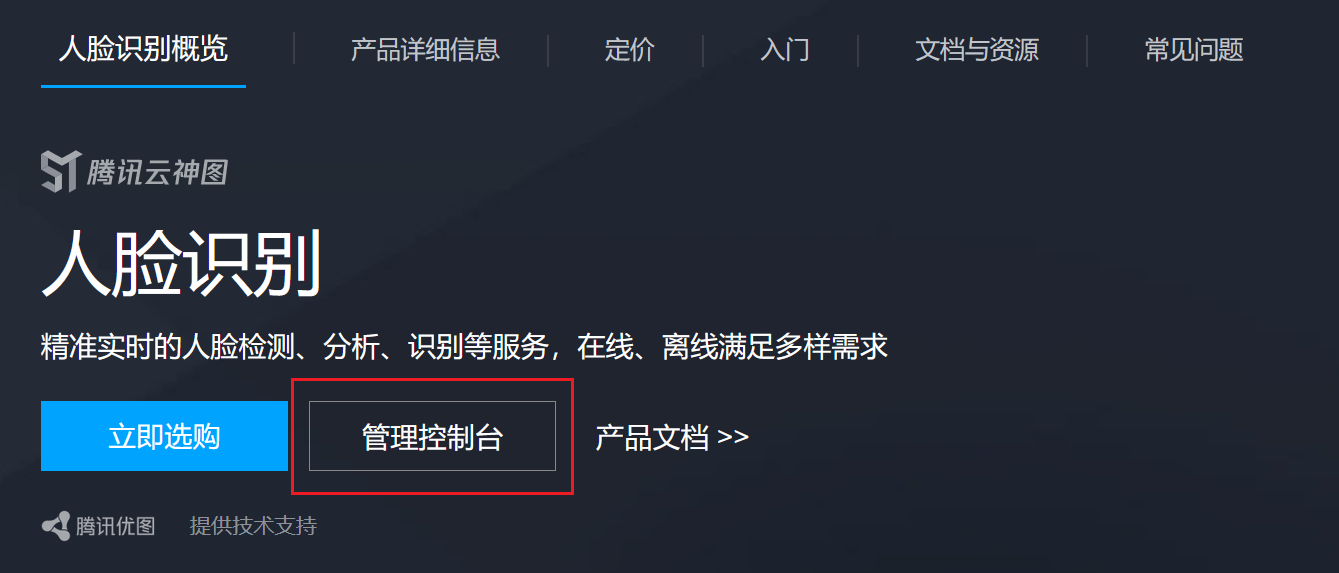 人脸识别概览 产品详细信息 定价 入门 文档与资源 常见问题
腾讯云神图
人脸识别
精准实时的人脸检测、分析、识别等服务，在线、离线满足多样需求
立即选购 管理控制台 产品文档 >>
腾讯优图 提供技术支持